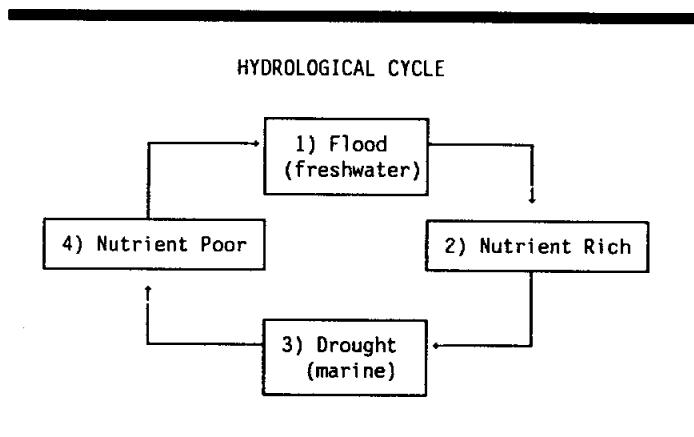 HYDROLOGICAL CYCLE
1) Flood
(freshwater)
4) Nutrient Poor
2) Nutrient Rich
3) Drought
(marine)